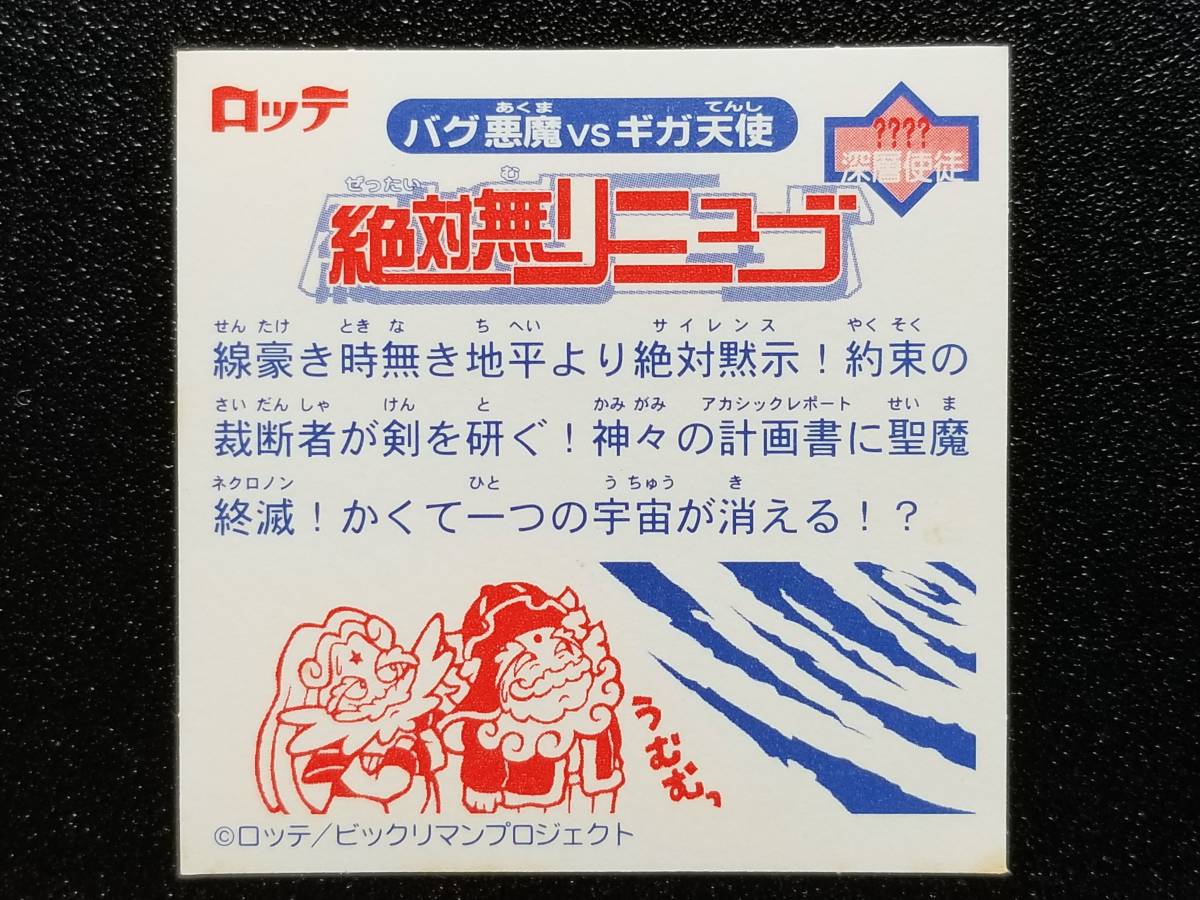 ロッテ
あくま てんし
バグ悪魔vsギガ天使
????
深層使徒
ぜったい む
絶対無リニューブ
せん たけ とき な ち へい サイレンス やく そく
線豪き時無き地平より絶対黙示！約束の
さい だん しゃ けん と かみ がみ アカシックレポート せい ま
裁断者が剣を研ぐ！神々の計画書に聖魔
ネクロノン ひと う ちゅう き
終滅！かくて一つの宇宙が消える！？
うむむっ
©ロッテ/ビックリマンプロジェクト